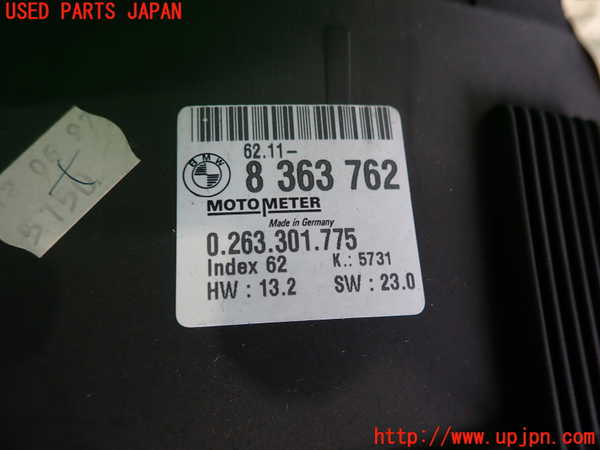 USED PARTS JAPAN
62.11-
BMW
8 363 762
MOTOMETER
Made in Germany
0.263.301.775
Index 62 K.: 5731
HW : 13.2 SW : 23.0
http://www.upjpn.com/